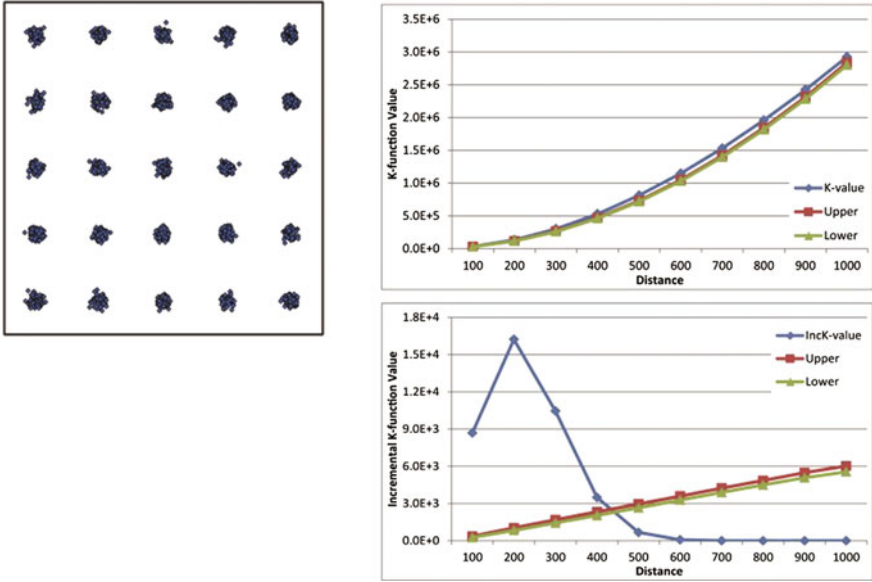 3.5E+6
3.0E+6
2.5E+6
2.0E+6
1.5E+6
1.0E+6
5.0E+5
0.0E+0
K-function Value
K-value
Upper
Lower
100 200 300 400 500 600 700 800 900 1000
Distance
1.8E+4
1.5E+4
1.2E+4
9.0E+3
6.0E+3
3.0E+3
0.0E+0
Incremental K-function Value
IncK-value
Upper
Lower
100 200 300 400 500 600 700 800 900 1000
Distance